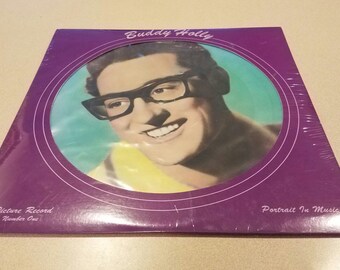 Buddy Holly
Picture Record
Number One
Portrait In Music